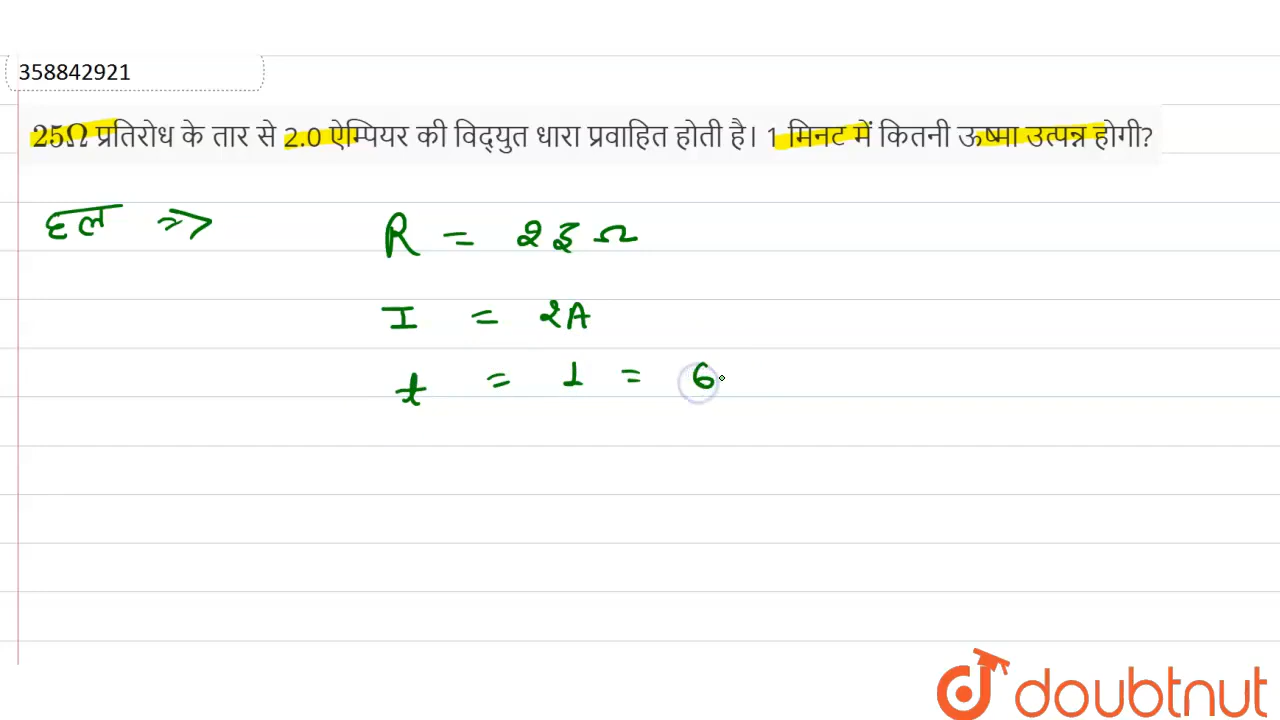 358842921
25Ω प्रतिरोध के तार से 2.0 ऐम्पियर की विद्युत धारा प्रवाहित होती है। 1 मिनट में कितनी ऊष्मा उत्पन्न होगी?
हल ⇒ R = 25 Ω
I = 2A
t = 1 = 6
doubtnut